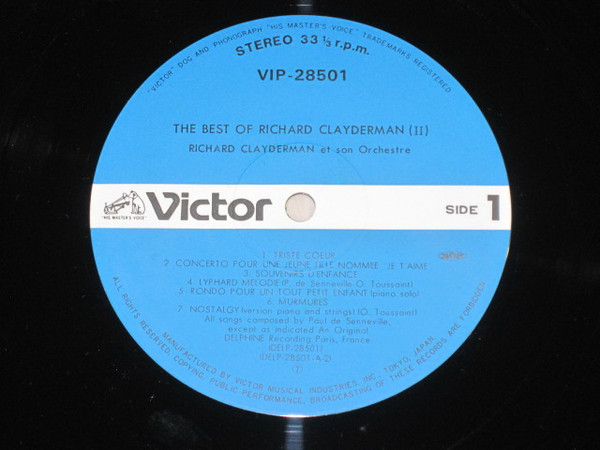 "VICTOR" DOG AND PHONOGRAPH "HIS MASTER'S VOICE" TRADEMARKS REGISTERED
STEREO 33 1/3 r.p.m.
VIP-28501
THE BEST OF RICHARD CLAYDERMAN (II)
RICHARD CLAYDERMAN et son Orchestre
"HIS MASTER'S VOICE"
Victor
SIDE 1
1. TRISTE COEUR
2. CONCERTO POUR UNE JEUNE FILLE NOMMEE "JE T'AIME"
3. SOUVENIRS D'ENFANCE
4. LYPHARD MELODIE (P. de Senneville-O. Toussaint)
5. RONDO POUR UN TOUT PETIT ENFANT (piano solo)
6. MURMURES
7. NOSTALGY (version piano and strings) (O. Toussaint)
All songs composed by Paul de Senneville,
except as indicated An Original
DELPHINE Recording Paris, France.
(DELP-28501)
(DELP-28501-A-2)
MANUFACTURED BY VICTOR MUSICAL INDUSTRIES, INC. TOKYO, JAPAN.
ALL RIGHTS RESERVED. COPYING, PUBLIC PERFORMANCE, BROADCASTING OF THESE RECORDS ARE FORBIDDEN